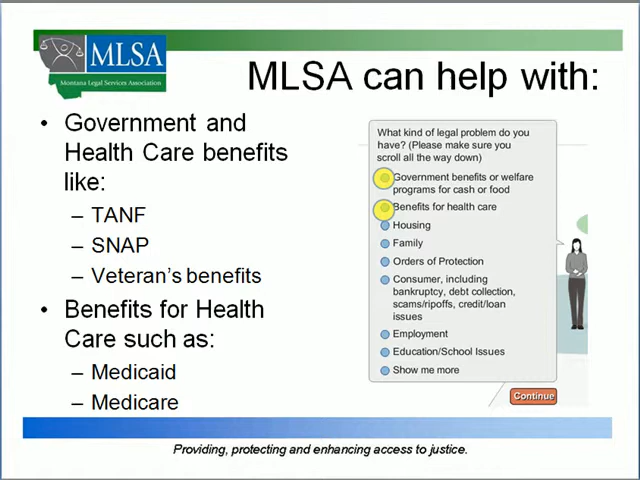 MLSA
Montana Legal Services Association
MLSA can help with:
• Government and
Health Care benefits
like:
– TANF
– SNAP
– Veteran's benefits
• Benefits for Health
Care such as:
– Medicaid
– Medicare
What kind of legal problem do you
have? (Please make sure you
scroll all the way down)
Government benefits or welfare
programs for cash or food
Benefits for health care
Housing
Family
Orders of Protection
Consumer, including
bankruptcy, debt collection,
scams/ripoffs, credit/loan
issues
Employment
Education/School Issues
Show me more
Continue
Providing, protecting and enhancing access to justice.